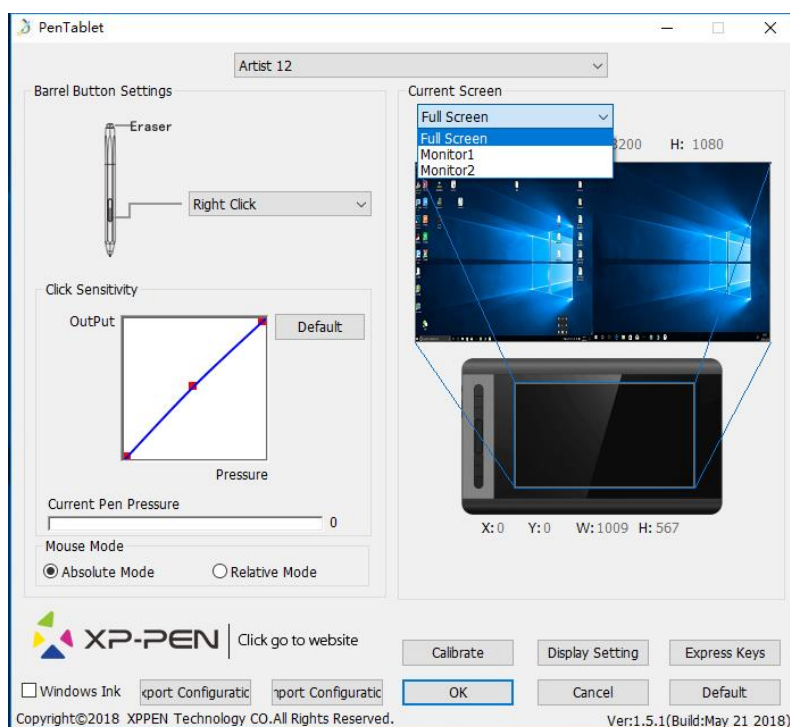 PenTablet
Artist 12
Barrel Button Settings
Eraser
Right Click
Click Sensitivity
OutPut
Default
Pressure
Current Pen Pressure
0
Mouse Mode
Absolute Mode
Relative Mode
Current Screen
Full Screen
Full Screen
Monitor1
Monitor2
3200 H: 1080
X: 0 Y: 0 W: 1009 H: 567
XP-PEN Click go to website
Calibrate Display Setting Express Keys
Windows Ink xport Configuratic nport Configuratic OK Cancel Default
Copyright©2018 XPPEN Technology CO.All Rights Reserved.
Ver:1.5.1(Build:May 21 2018)